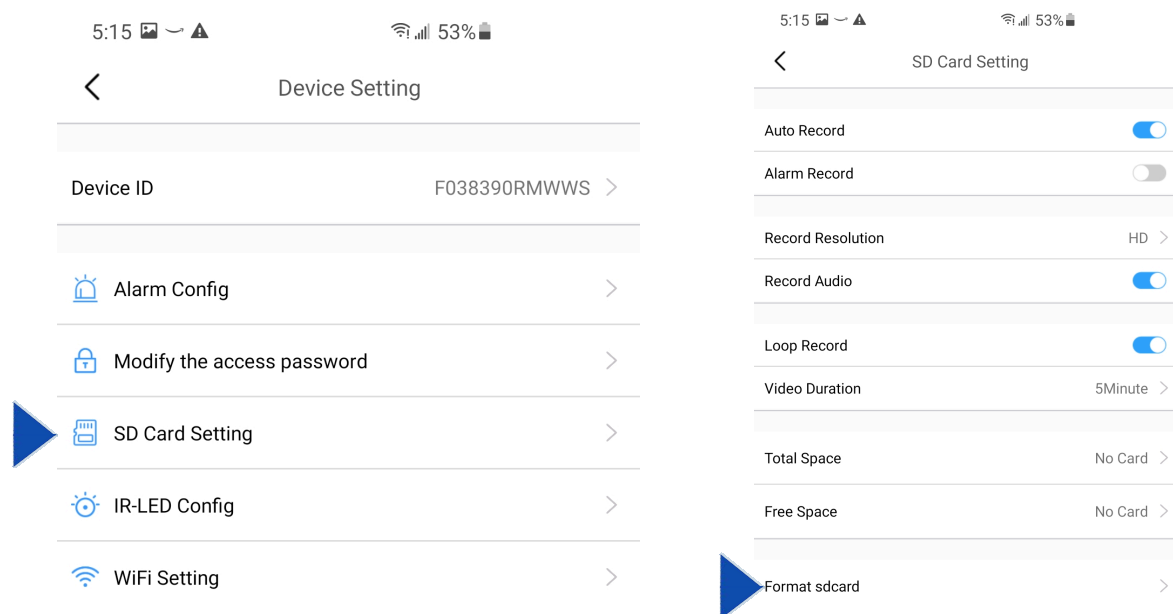 5:15 53%
Device Setting
Device ID F038390RMWWS
Alarm Config
Modify the access password
SD Card Setting
IR-LED Config
WiFi Setting
5:15 53%
SD Card Setting
Auto Record
Alarm Record
Record Resolution HD
Record Audio
Loop Record
Video Duration 5Minute
Total Space No Card
Free Space No Card
Format sdcard